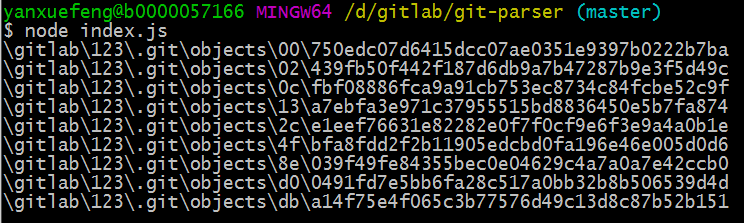 yanxuefeng@b0000057166 MINGW64 /d/gitlab/git-parser (master)
$ node index.js
\gitlab\123\.git\objects\00\750edc07d6415dcc07ae0351e9397b0222b7ba
\gitlab\123\.git\objects\02\439fb50f442f187d6db9a7b47287b9e3f5d49c
\gitlab\123\.git\objects\0c\fbf08886fca9a91cb753ec8734c84fcbe52c9f
\gitlab\123\.git\objects\13\a7ebfa3e971c37955515bd8836450e5b7fa874
\gitlab\123\.git\objects\2c\e1eef76631e82282e0f7f0cf9e6f3e9a4a0b1e
\gitlab\123\.git\objects\4f\bfa8fdd2f2b11905edcbd0fa196e46e005d0d6
\gitlab\123\.git\objects\8e\039f49fe84355bec0e04629c4a7a0a7e42ccb0
\gitlab\123\.git\objects\d0\0491fd7e5bb6fa28c517a0bb32b8b506539d4d
\gitlab\123\.git\objects\db\a14f75e4f065c3b77576d49c13d8c87b52b151